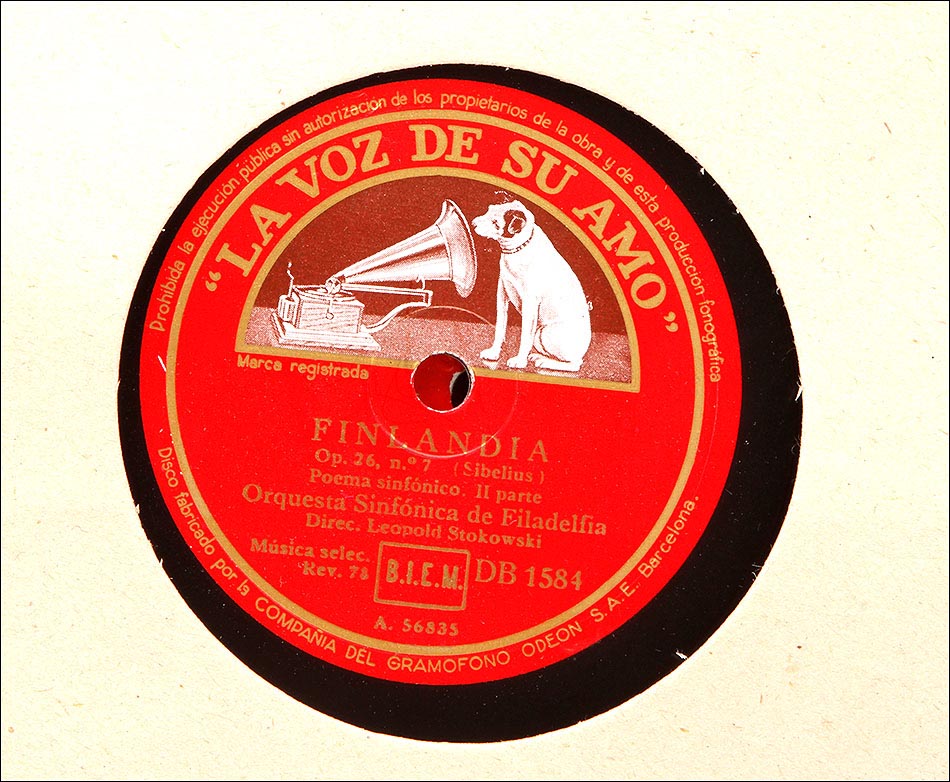 Prohibida la ejecución pública sin autorización de los propietarios de la obra y de esta producción fonográfica
"LA VOZ DE SU AMO"
Marca registrada
FINLANDIA
Op. 26, n.º 7 (Sibelius)
Poema sinfónico. II parte
Orquesta Sinfónica de Filadelfia
Direc. Leopold Stokowski
Música selec.
Rev. 78
B.I.E.M.
DB 1584
A. 56835
Disco fabricado por la COMPAÑIA DEL GRAMOFONO ODEON S.A.E. Barcelona.